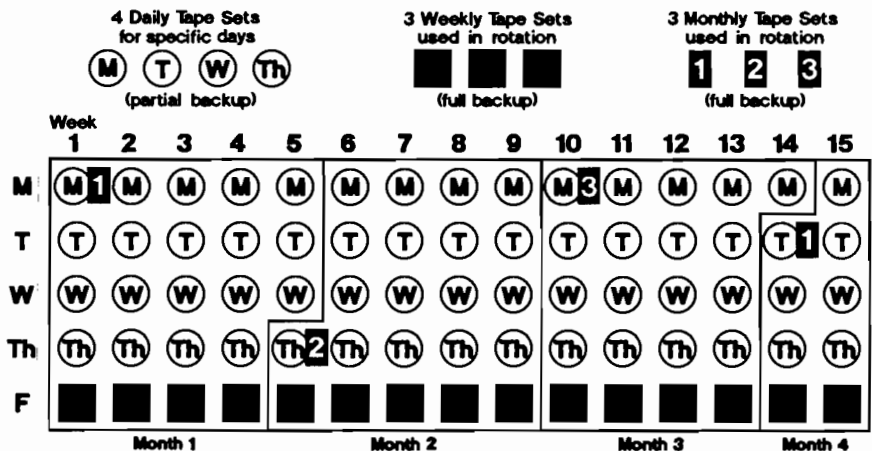 4 Daily Tape Sets
for specific days
M T W Th
(partial backup)
3 Weekly Tape Sets
used in rotation
(full backup)
3 Monthly Tape Sets
used in rotation
1 2 3
(full backup)
Week
1 2 3 4 5 6 7 8 9 10 11 12 13 14 15
M M 1 M M M M M M M M M 3 M M M M M
T T T T T T T T T T T T T T T 1 T
W W W W W W W W W W W W W W W W
Th Th Th Th Th Th 2 Th Th Th Th Th Th Th Th Th Th
F
Month 1 Month 2 Month 3 Month 4